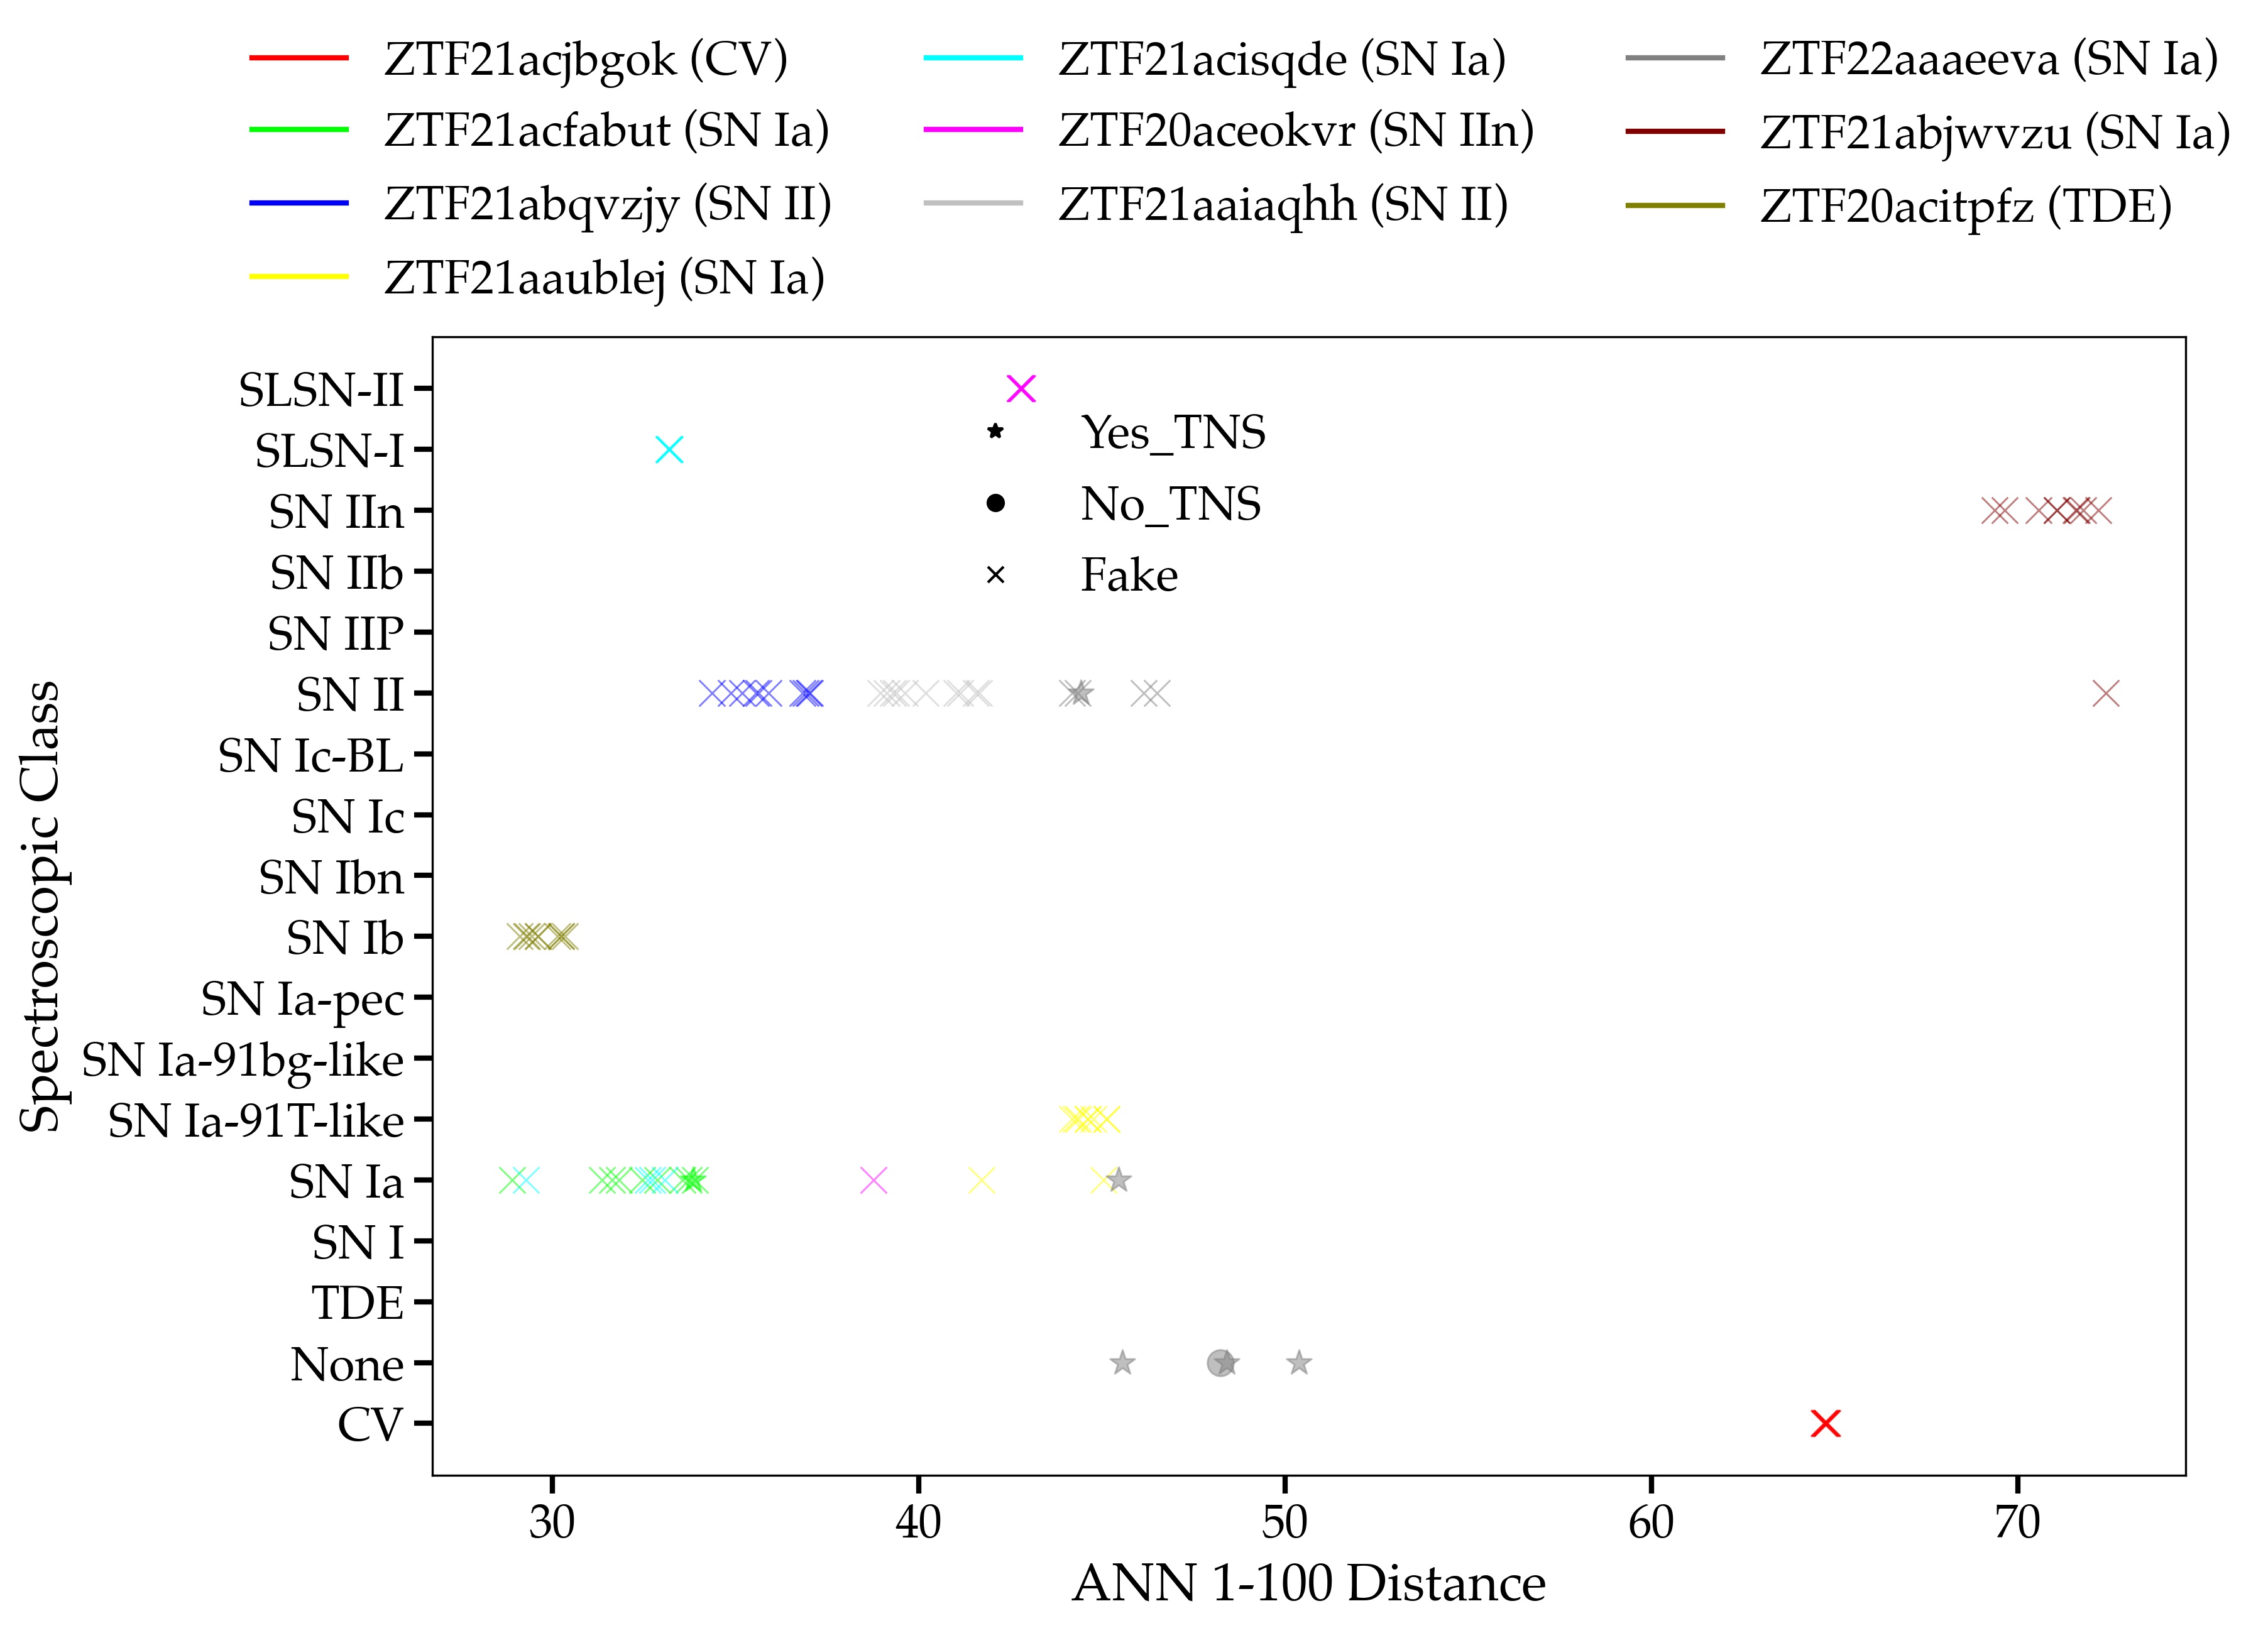 ZTF21acjbgok (CV)
ZTF21acfabut (SN Ia)
ZTF21abqvzjy (SN II)
ZTF21aaublej (SN Ia)
ZTF21acisqde (SN Ia)
ZTF20aceokvr (SN IIn)
ZTF21aaiaqhh (SN II)
ZTF22aaaeeva (SN Ia)
ZTF21abjwvzu (SN Ia)
ZTF20acitpfz (TDE)
Spectroscopic Class
SLSN-II
SLSN-I
SN IIn
SN IIb
SN IIP
SN II
SN Ic-BL
SN Ic
SN Ibn
SN Ib
SN Ia-pec
SN Ia-91bg-like
SN Ia-91T-like
SN Ia
SN I
TDE
None
CV
Yes_TNS
No_TNS
Fake
30 40 50 60 70
ANN 1-100 Distance